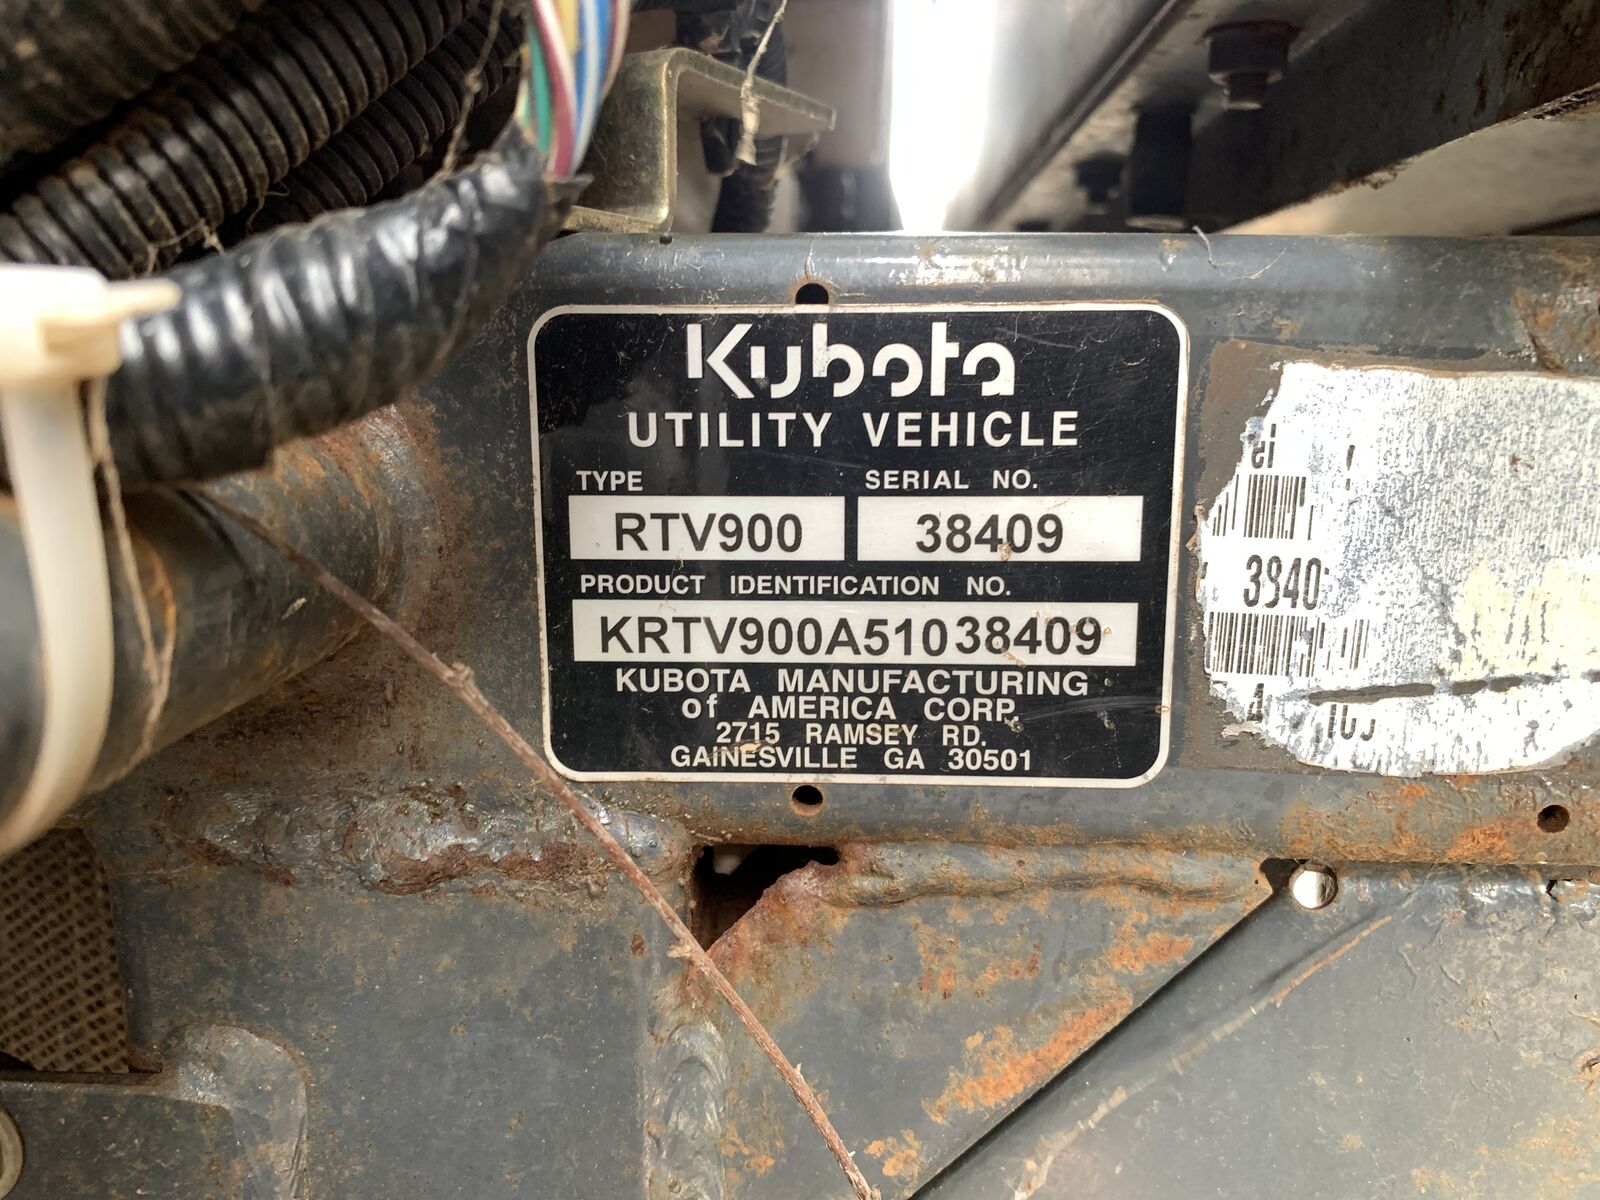 Kubota
UTILITY VEHICLE
TYPE SERIAL NO.
RTV900 38409
PRODUCT IDENTIFICATION NO.
KRTV900A51038409
KUBOTA MANUFACTURING
of AMERICA CORP.
2715 RAMSEY RD.
GAINESVILLE GA 30501
3840